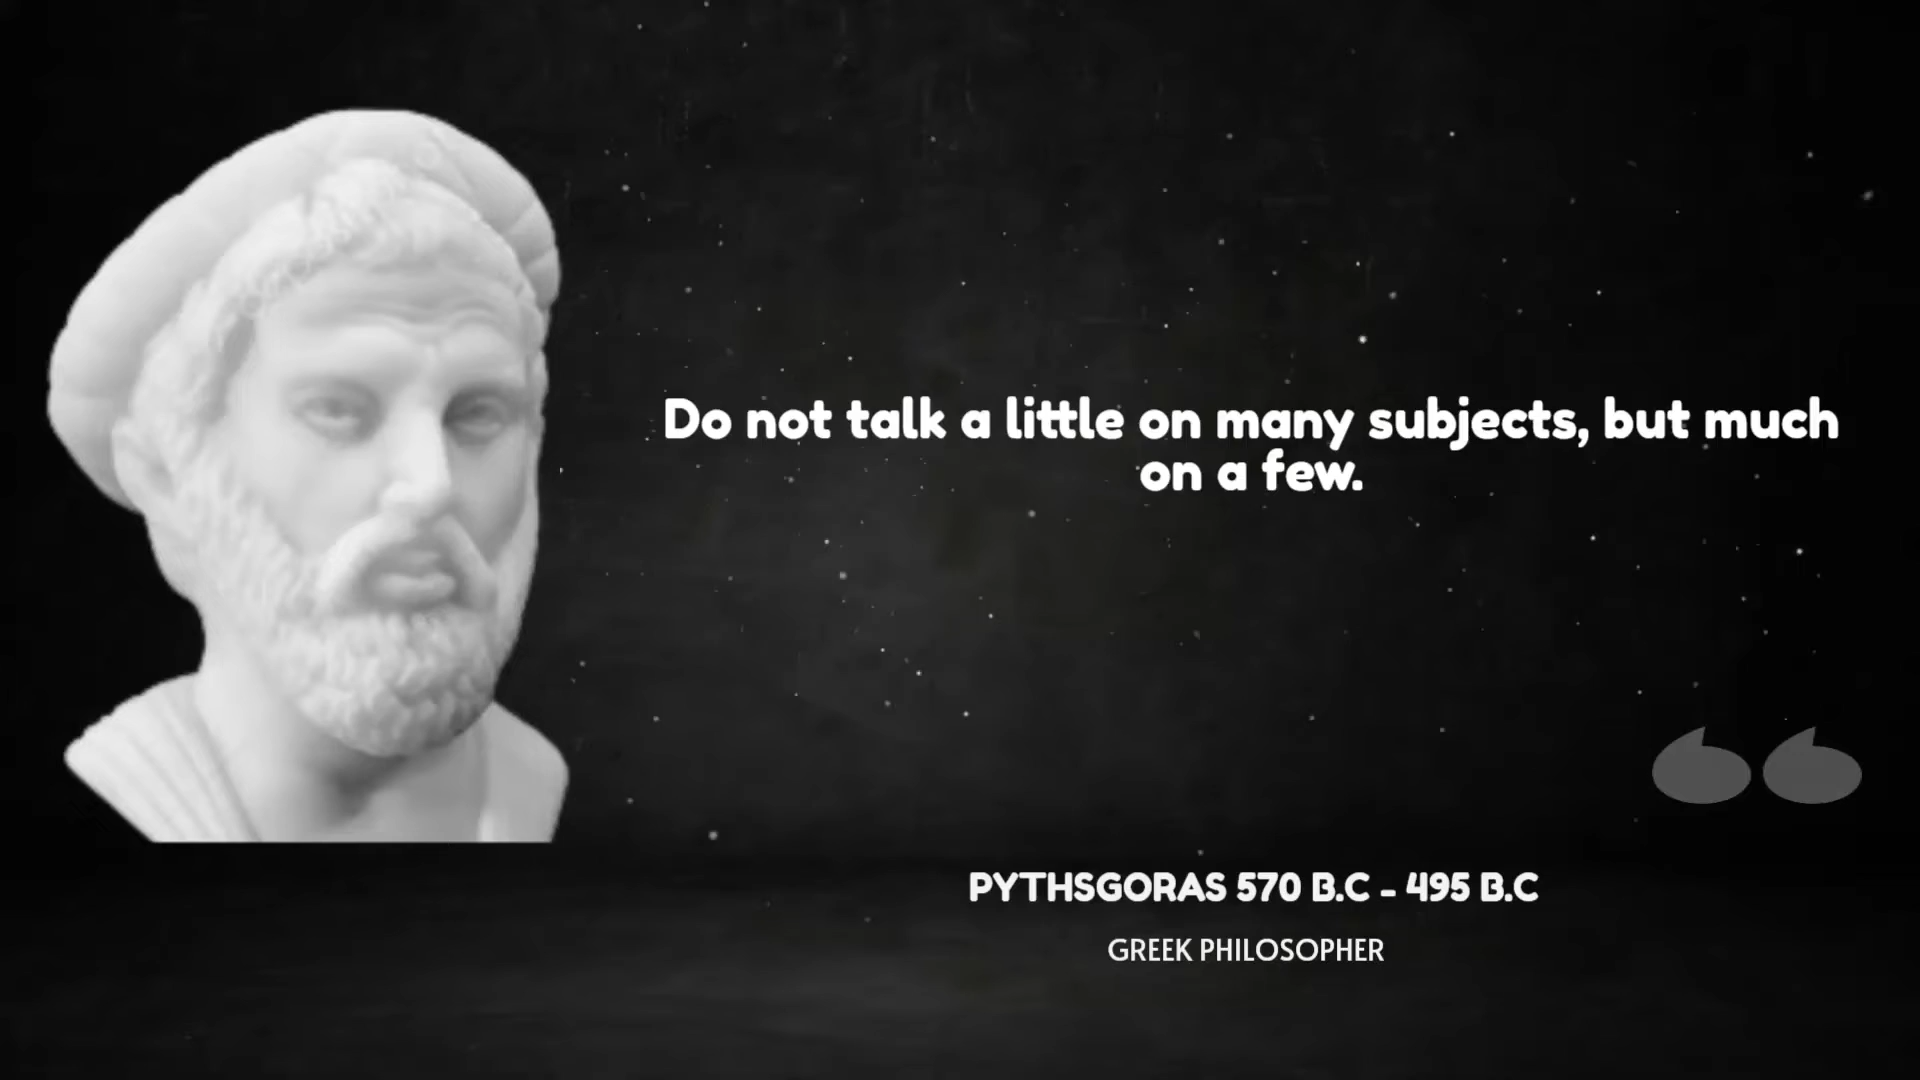 Do not talk a little on many subjects, but much
on a few.
PYTHSGORAS 570 B.C - 495 B.C
GREEK PHILOSOPHER